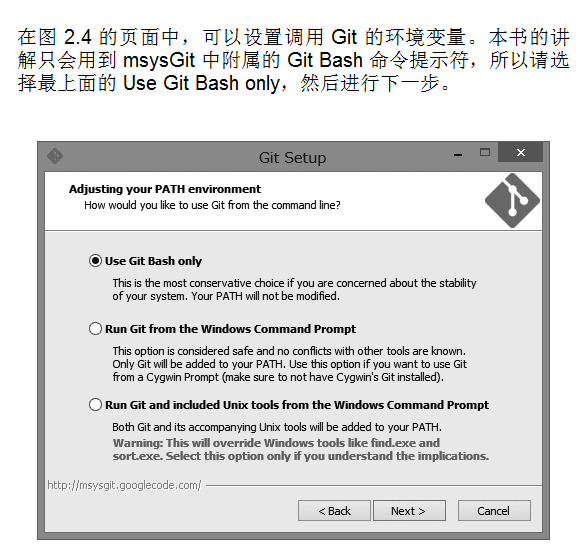 在图 2.4 的页面中，可以设置调用 Git 的环境变量。本书的讲
解只会用到 msysGit 中附属的 Git Bash 命令提示符，所以请选
择最上面的 Use Git Bash only，然后进行下一步。
Git Setup
Adjusting your PATH environment
How would you like to use Git from the command line?
Use Git Bash only
This is the most conservative choice if you are concerned about the stability
of your system. Your PATH will not be modified.
Run Git from the Windows Command Prompt
This option is considered safe and no conflicts with other tools are known.
Only Git will be added to your PATH. Use this option if you want to use Git
from a Cygwin Prompt (make sure to not have Cygwin's Git installed).
Run Git and included Unix tools from the Windows Command Prompt
Both Git and its accompanying Unix tools will be added to your PATH.
Warning: This will override Windows tools like find.exe and
sort.exe. Select this option only if you understand the implications.
http://msysgit.googlecode.com/
< Back
Next >
Cancel